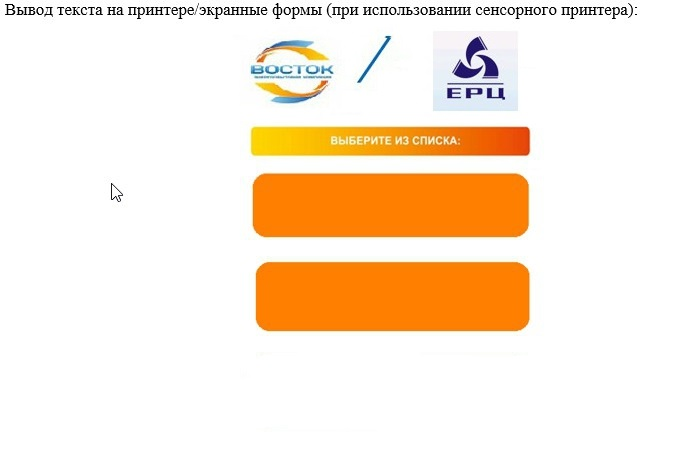 Вывод текста на принтере/экранные формы (при использовании сенсорного принтера):
ВОСТОК
ЕРЦ
ВЫБЕРИТЕ ИЗ СПИСКА: